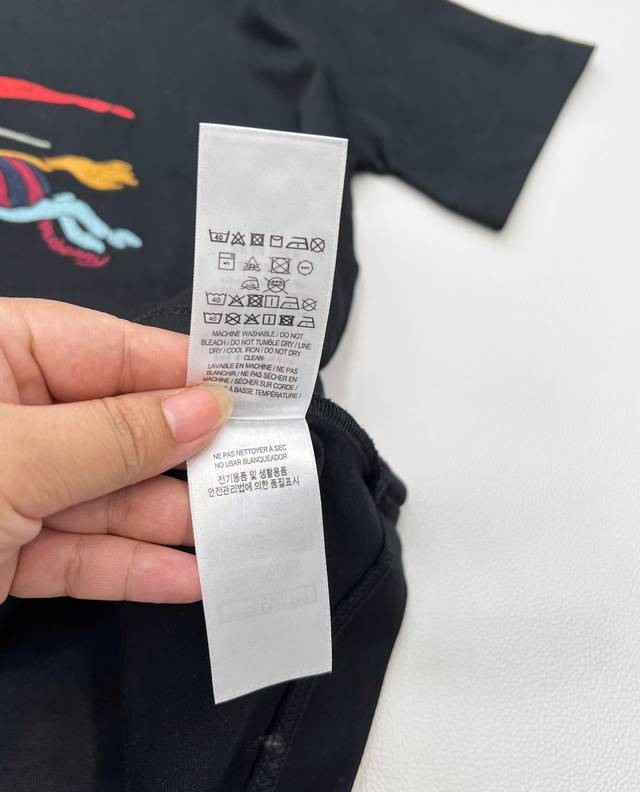 40
40
40
MACHINE WASHABLE / DO NOT
BLEACH / DO NOT TUMBLE DRY / LINE
DRY / COOL IRON / DO NOT DRY
CLEAN
LAVABLE EN MACHINE / NE PAS
BLANCHIR / NE PAS SÉCHER EN
MACHINE / SÉCHER SUR CORDE /
À BASSE TEMPÉRATURE /
NE PAS NETTOYER À SEC
NO USAR BLANQUEADOR
전기용품 및 생활용품
안전관리법에 의한 품질표시